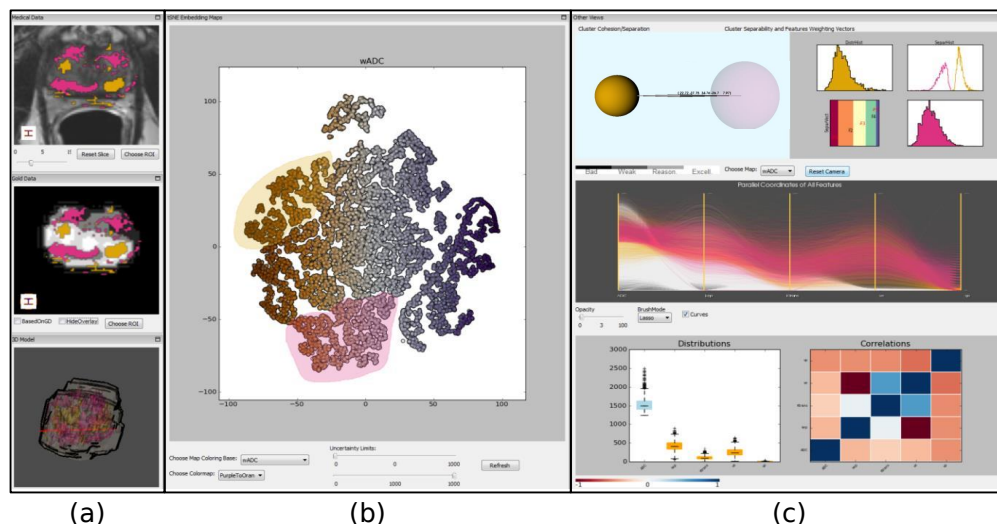 Medical Data
0 5 1(
Reset Slice
Choose ROI
Gold Data
BasedOnGD
HideOverlay
Choose ROI
3D Model
tSNE Embedding Maps
wADC
100
50
0
−50
−100
−100 −50 0 50 100
Uncertainty Limits:
Choose Map Coloring Base:
wADC
0 0 1000
Refresh
Choose Colormap:
PurpleToOran
0 1000 1000
Other Views
Cluster Cohesion/Separation
Cluster Separability and Features Weighting Vectors
Bad Weak Reason. Excell.
Choose Map:
wADC
Reset Camera
Parallel Coordinates of All Features
Opacity
0 3 100
BrushMode
Lasso
Curves
Distributions
3000
2500
2000
1500
1000
500
0
Correlations
-1 0 1
(a)
(b)
(c)